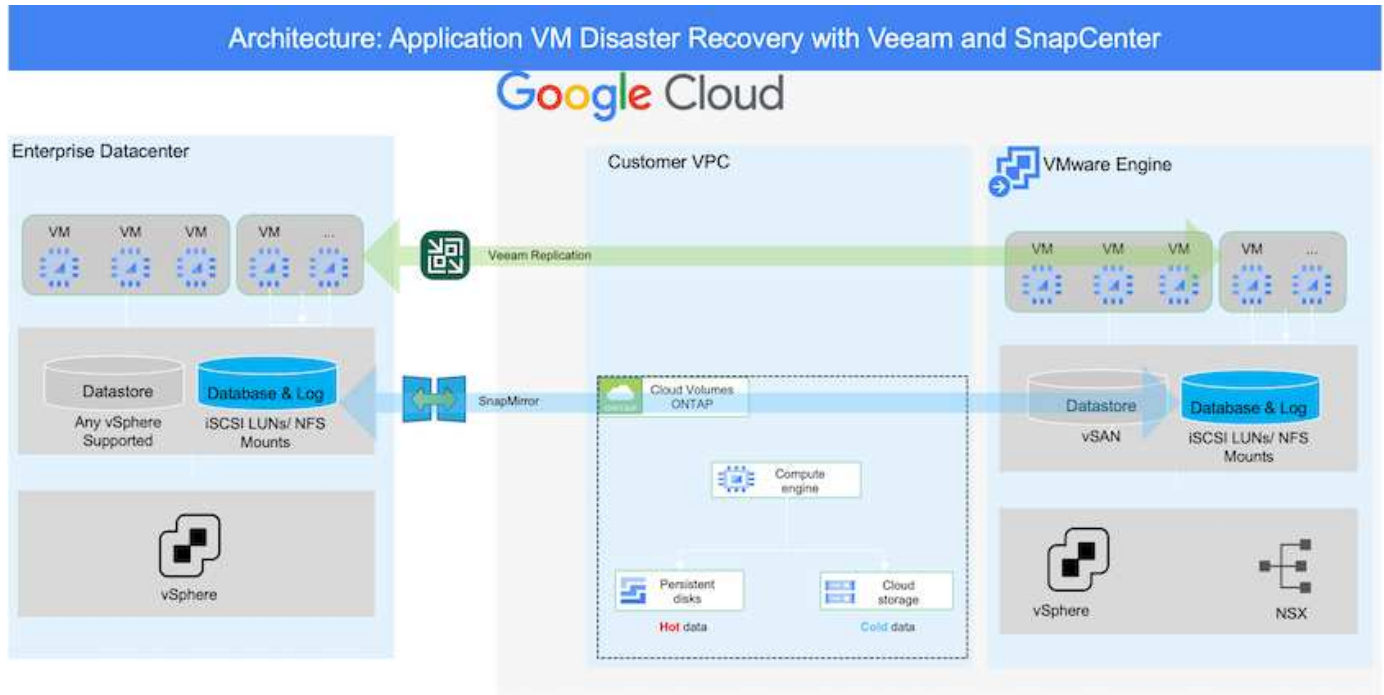 Architecture: Application VM Disaster Recovery with Veeam and SnapCenter
Google Cloud
Enterprise Datacenter
VM
VM
VM
VM
...
Datastore
Any vSphere
Supported
Database & Log
iSCSI LUNs/ NFS
Mounts
vSphere
Veeam Replication
SnapMirror
Customer VPC
ONTAP
Cloud Volumes
ONTAP
Compute
engine
Persistent
disks
Hot data
Cloud
storage
Cold data
VMware Engine
VM
VM
VM
VM
...
Datastore
vSAN
Database & Log
iSCSI LUNs/ NFS
Mounts
vSphere
NSX